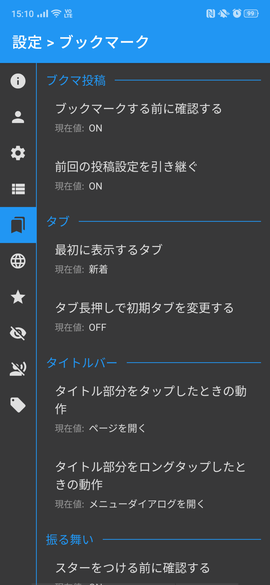 15:10
99
設定 > ブックマーク
ブクマ投稿
ブックマークする前に確認する
現在値: ON
前回の投稿設定を引き継ぐ
現在値: ON
タブ
最初に表示するタブ
現在値: 新着
タブ長押しで初期タブを変更する
現在値: OFF
タイトルバー
タイトル部分をタップしたときの動
作
現在値: ページを開く
タイトル部分をロングタップしたと
きの動作
現在値: メニューダイアログを開く
振る舞い
スターをつける前に確認する